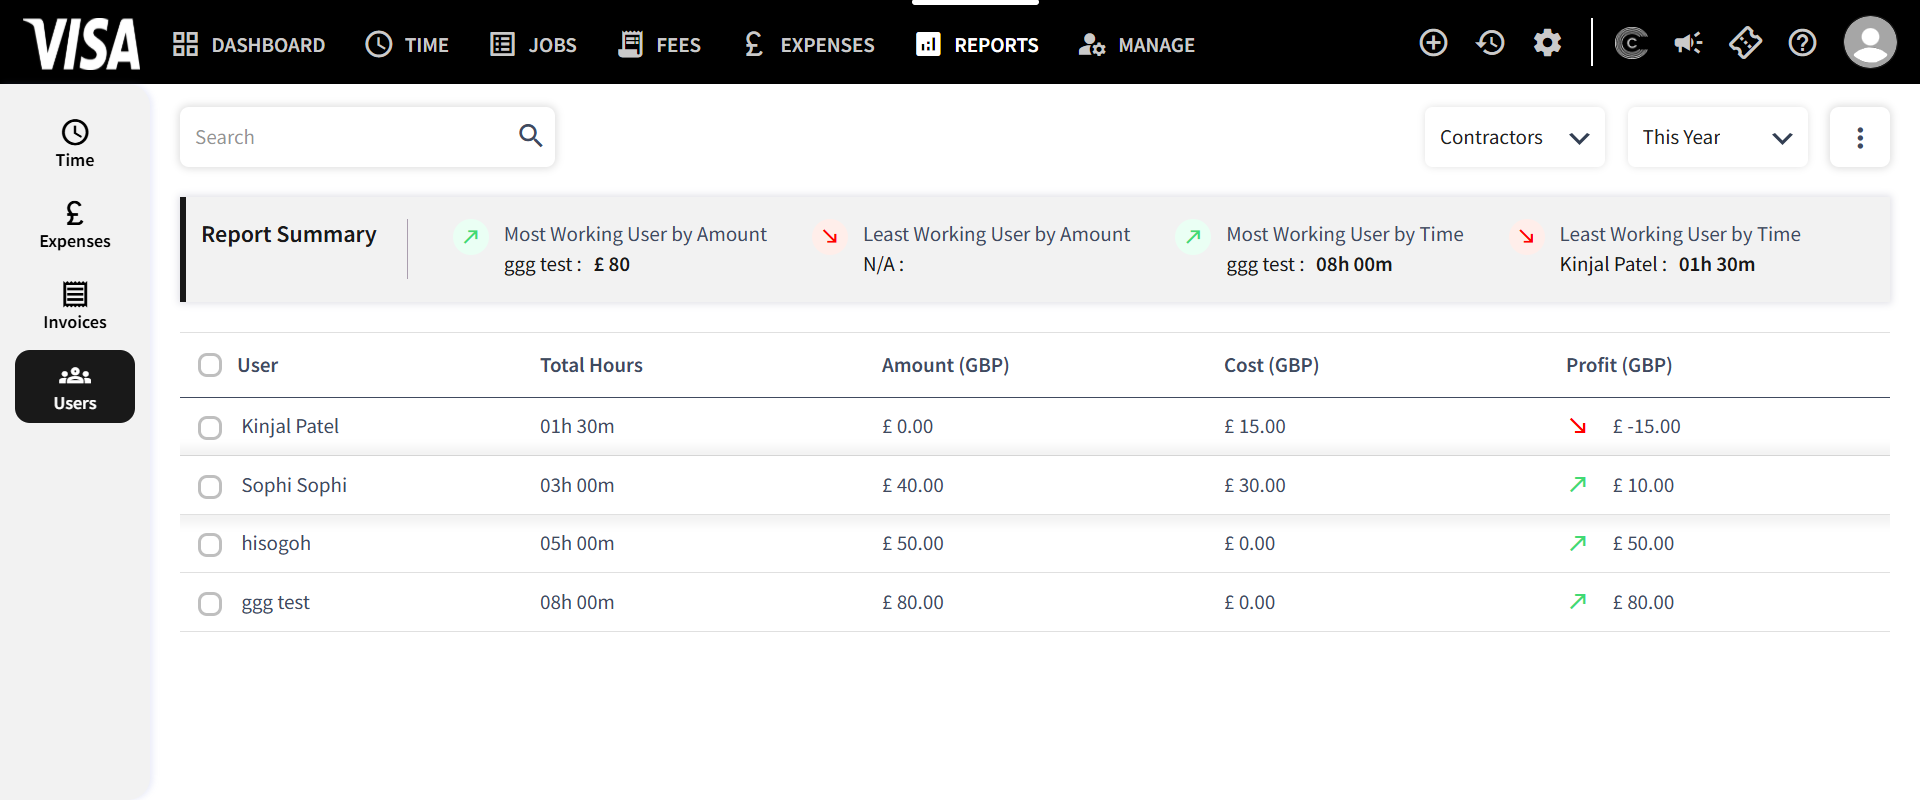 VISA DASHBOARD TIME JOBS FEES EXPENSES REPORTS MANAGE
Time
Expenses
Invoices
Users
Search
Contractors
This Year
Report Summary
Most Working User by Amount
ggg test : £ 80
Least Working User by Amount
N/A :
Most Working User by Time
ggg test : 08h 00m
Least Working User by Time
Kinjal Patel : 01h 30m
User Total Hours Amount (GBP) Cost (GBP) Profit (GBP)
Kinjal Patel 01h 30m £ 0.00 £ 15.00 £ -15.00
Sophi Sophi 03h 00m £ 40.00 £ 30.00 £ 10.00
hisogoh 05h 00m £ 50.00 £ 0.00 £ 50.00
ggg test 08h 00m £ 80.00 £ 0.00 £ 80.00